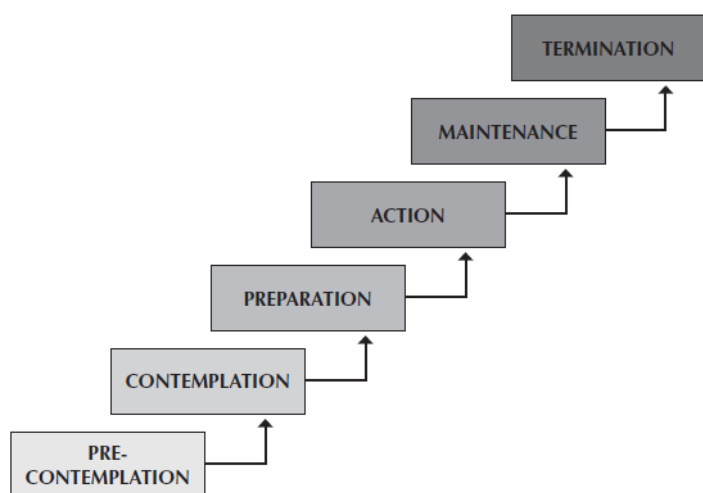 TERMINATION
MAINTENANCE
ACTION
PREPARATION
CONTEMPLATION
PRE-
CONTEMPLATION